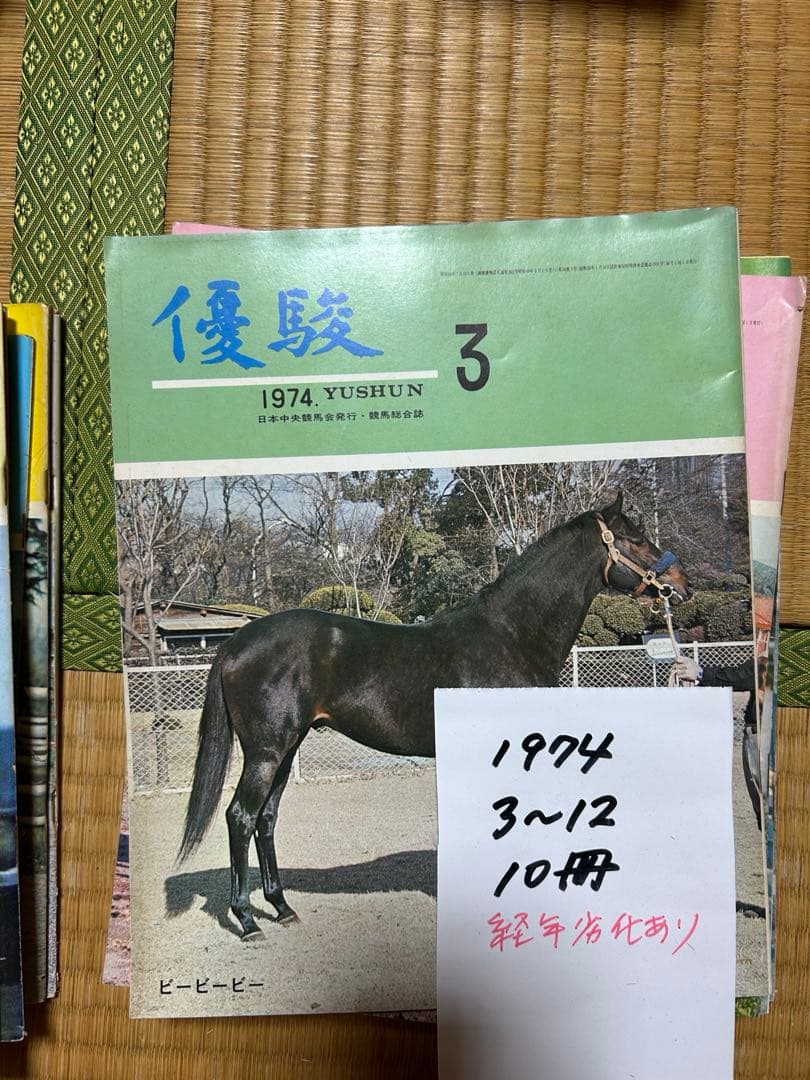 優駿
3
1974. YUSHUN
日本中央競馬会発行・競馬総合誌
ビービービー
1974
3～12
10冊
経年劣化あり